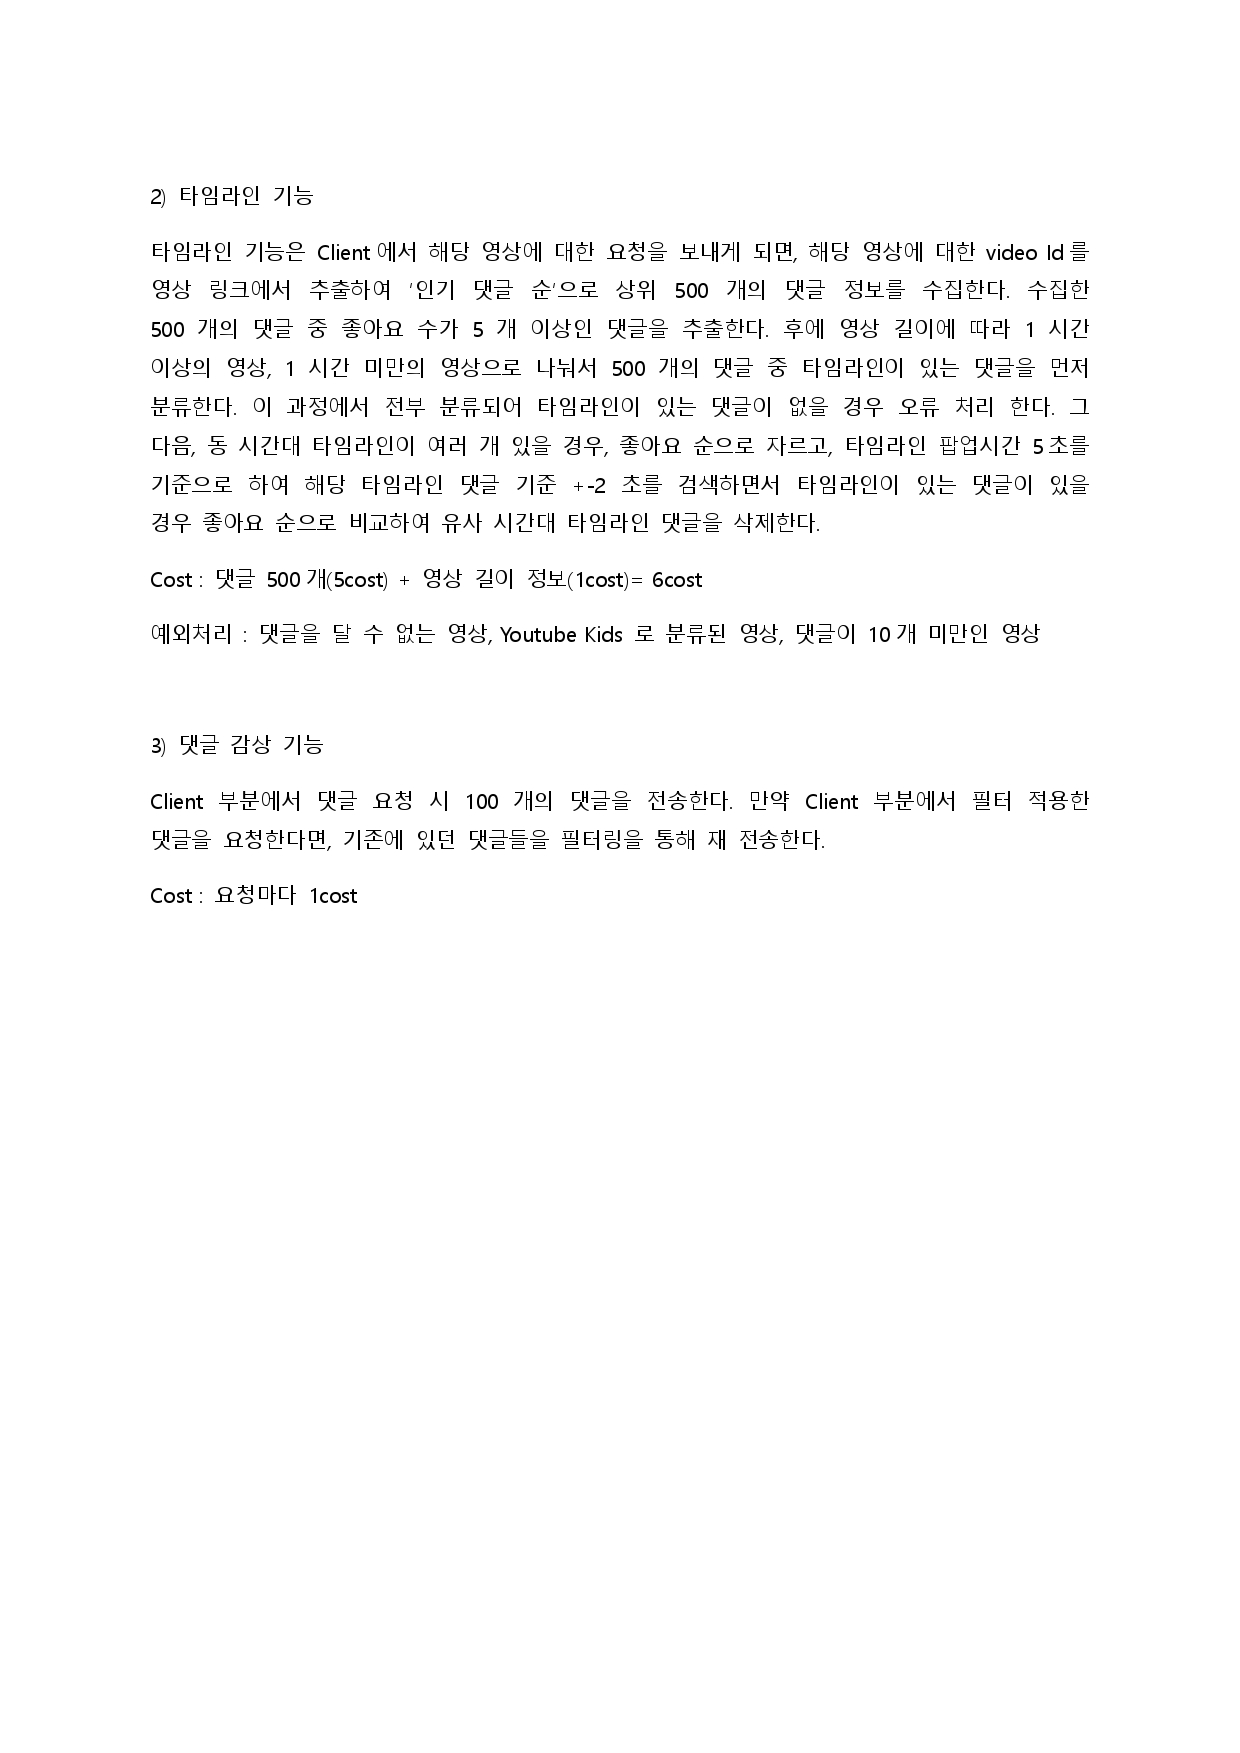 2) 타임라인 기능
타임라인 기능은 Client에서 해당 영상에 대한 요청을 보내게 되면, 해당 영상에 대한 video Id를
영상 링크에서 추출하여 '인기 댓글 순'으로 상위 500 개의 댓글 정보를 수집한다. 수집한
500 개의 댓글 중 좋아요 수가 5 개 이상인 댓글을 추출한다. 후에 영상 길이에 따라 1 시간
이상의 영상, 1 시간 미만의 영상으로 나눠서 500 개의 댓글 중 타임라인이 있는 댓글을 먼저
분류한다. 이 과정에서 전부 분류되어 타임라인이 있는 댓글이 없을 경우 오류 처리 한다. 그
다음, 동 시간대 타임라인이 여러 개 있을 경우, 좋아요 순으로 자르고, 타임라인 팝업시간 5초를
기준으로 하여 해당 타임라인 댓글 기준 +-2 초를 검색하면서 타임라인이 있는 댓글이 있을
경우 좋아요 순으로 비교하여 유사 시간대 타임라인 댓글을 삭제한다.
Cost : 댓글 500개(5cost) + 영상 길이 정보(1cost)= 6cost
예외처리 : 댓글을 달 수 없는 영상, Youtube Kids 로 분류된 영상, 댓글이 10개 미만인 영상
3) 댓글 감상 기능
Client 부분에서 댓글 요청 시 100 개의 댓글을 전송한다. 만약 Client 부분에서 필터 적용한
댓글을 요청한다면, 기존에 있던 댓글들을 필터링을 통해 재 전송한다.
Cost : 요청마다 1cost